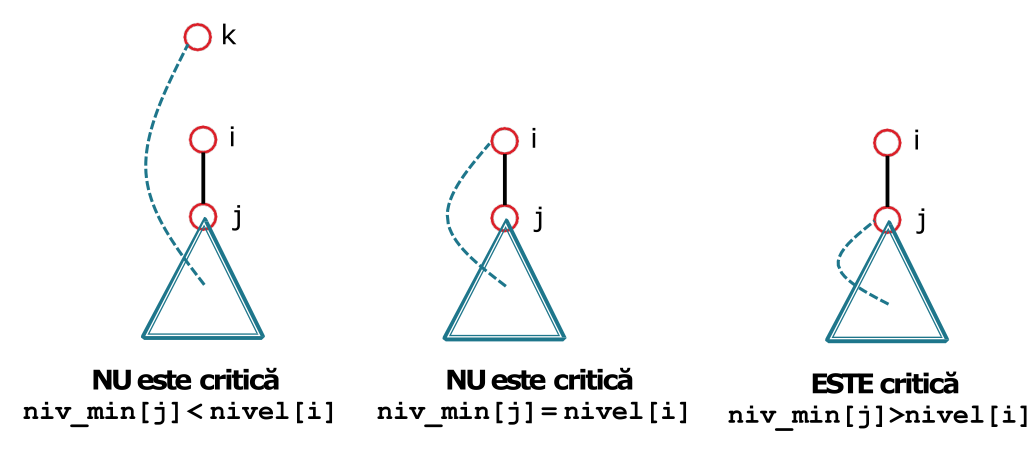 k
i
j
NU este critică
niv_min[j]<nivel[i]
i
j
NU este critică
niv_min[j]=nivel[i]
i
j
ESTE critică
niv_min[j]>nivel[i]